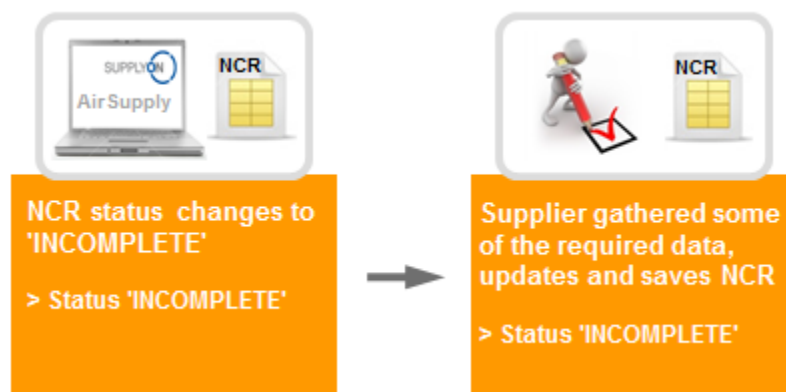 SUPPLYON
AirSupply
NCR
NCR status changes to
'INCOMPLETE'
> Status 'INCOMPLETE'
NCR
Supplier gathered some
of the required data,
updates and saves NCR
> Status 'INCOMPLETE'